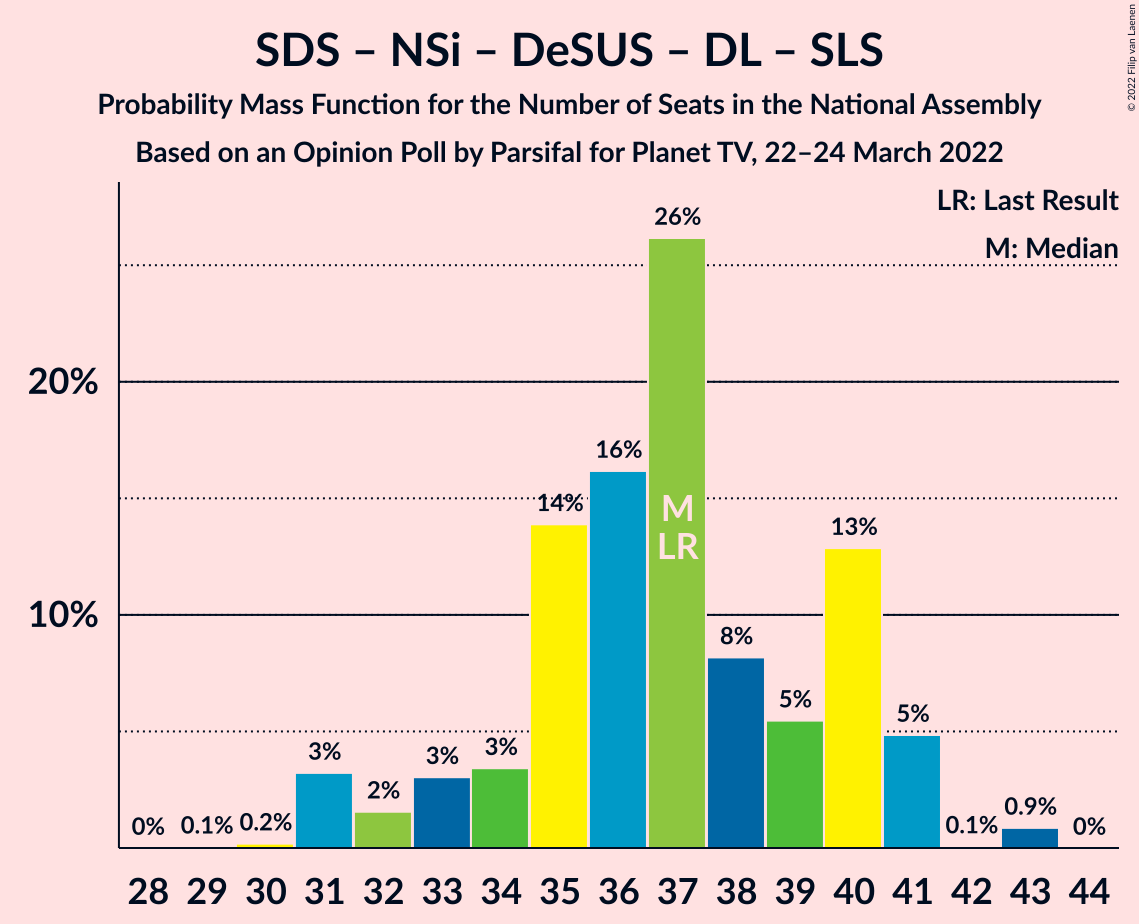 SDS – NSi – DeSUS – DL – SLS
Probability Mass Function for the Number of Seats in the National Assembly
Based on an Opinion Poll by Parsifal for Planet TV, 22–24 March 2022
© 2022 Filip van Laenen
LR: Last Result
M: Median
20%
10%
0% 0.1% 0.2% 3% 2% 3% 3% 14% 16% 26% 8% 5% 13% 5% 0.1% 0.9% 0%
M
LR
28 29 30 31 32 33 34 35 36 37 38 39 40 41 42 43 44